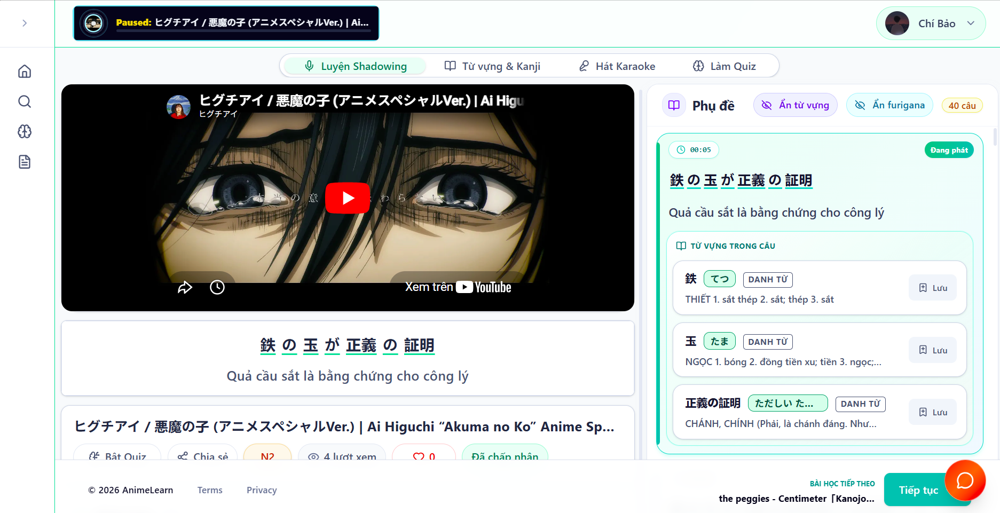 Paused: ヒグチアイ / 悪魔の子 (アニメスペシャルVer.) | Ai...
Chí Bảo
Luyện Shadowing
Từ vựng & Kanji
Hát Karaoke
Làm Quiz
ヒグチアイ / 悪魔の子 (アニメスペシャルVer.) | Ai Higu
ヒグチアイ
本当の意 わらない
Xem trên YouTube
鉄 の 玉 が 正義 の 証明
Quả cầu sắt là bằng chứng cho công lý
ヒグチアイ / 悪魔の子 (アニメスペシャルVer.) | Ai Higuchi “Akuma no Ko” Anime Sp...
Bật Quiz
Chia sẻ
N2
4 lượt xem
0
Đã chấp nhận
Phụ đề
Ẩn từ vựng
Ẩn furigana
40 câu
00:05
Đang phát
鉄 の 玉 が 正義 の 証明
Quả cầu sắt là bằng chứng cho công lý
TỪ VỰNG TRONG CÂU
鉄 てつ DANH TỪ
THIẾT 1. sắt thép 2. sắt; thép 3. sắt
Lưu
玉 たま DANH TỪ
NGỌC 1. bóng 2. đồng tiền xu; tiền 3. ngọc;...
Lưu
正義の証明 ただしい た... DANH TỪ
CHÁNH, CHÍNH (Phải, là chánh đáng. Như...
Lưu
© 2026 AnimeLearn
Terms
Privacy
BÀI HỌC TIẾP THEO
the peggies - Centimeter「Kanojo...
Tiếp tục